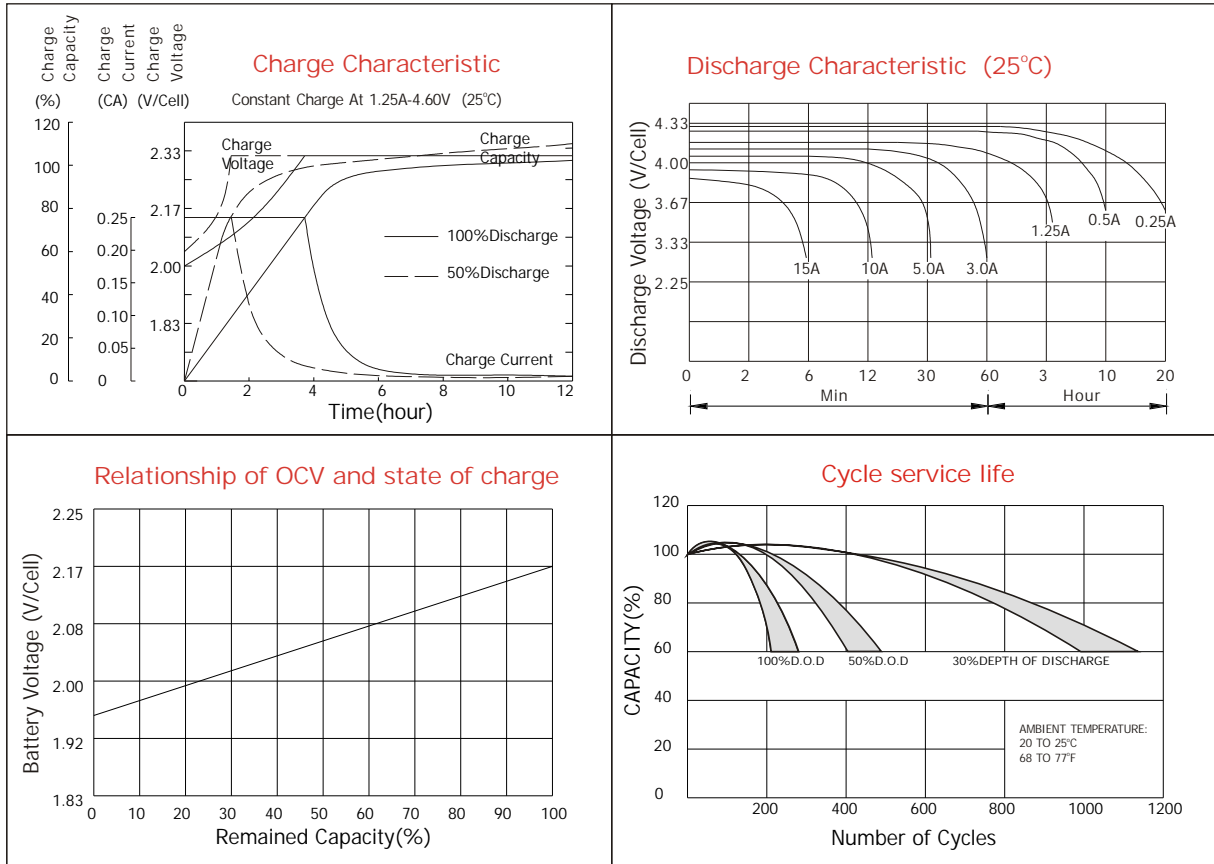 Charge Characteristic
Constant Charge At 1.25A-4.60V (25°C)
Charge Capacity
Charge Current
Charge Voltage
(%) (CA) (V/Cell)
120
100
80
60
40
20
0
0.25
0.20
0.15
0.10
0.05
0
2.33
2.17
2.00
1.83
Charge Voltage
Charge Capacity
100%Discharge
50%Discharge
Charge Current
0 2 4 6 8 10 12
Time(hour)
Discharge Characteristic (25°C)
Discharge Voltage (V/Cell)
4.33
4.00
3.67
3.33
2.25
15A 10A 5.0A 3.0A 1.25A 0.5A 0.25A
0 2 6 12 30 60 3 10 20
Min Hour
Relationship of OCV and state of charge
Battery Voltage (V/Cell)
2.25
2.17
2.08
2.00
1.92
1.83
0 10 20 30 40 50 60 70 80 90 100
Remained Capacity(%)
Cycle service life
CAPACITY(%)
120
100
80
60
40
20
0
100%D.O.D 50%D.O.D 30%DEPTH OF DISCHARGE
AMBIENT TEMPERATURE:
20 TO 25°C
68 TO 77°F
200 400 600 800 1000 1200
Number of Cycles